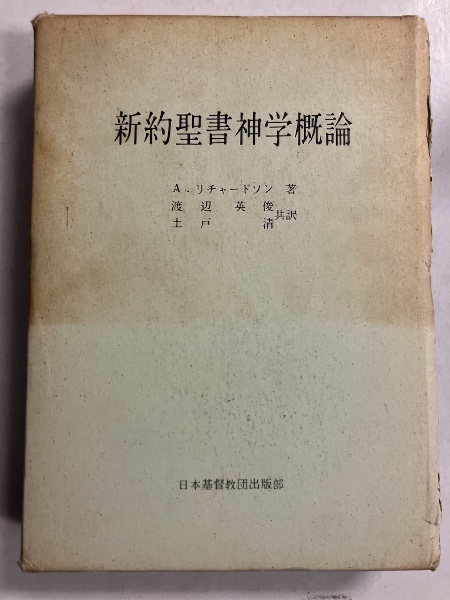 新約聖書神学概論
A・リチャードソン 著
渡辺英俊
土戸清 共訳
日本基督教団出版部